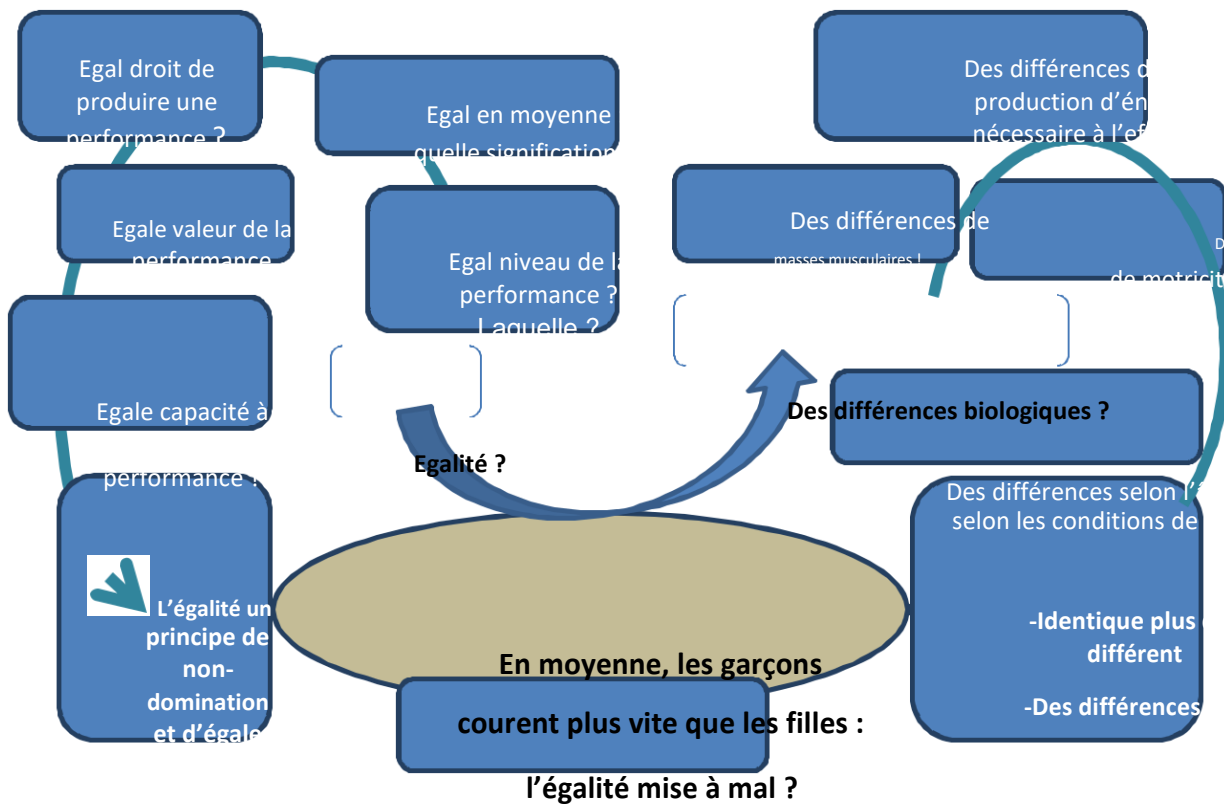 Egal droit de
produire une
performance ?
Egal en moyenne
quelle signification
Egale valeur de la
performance
Egal niveau de la
performance ?
Laquelle ?
Egale capacité à
performance !
L'égalité un
principe de
non-
domination
et d'égale
Egalité ?
Des différences
production
nécessaire à
Des différences de
masses musculaires !
de
Des différences biologiques ?
Des différences selon
selon les conditions de
-Identique plus
différent
-Des différences
En moyenne, les garçons
courent plus vite que les filles :
l'égalité mise à mal ?